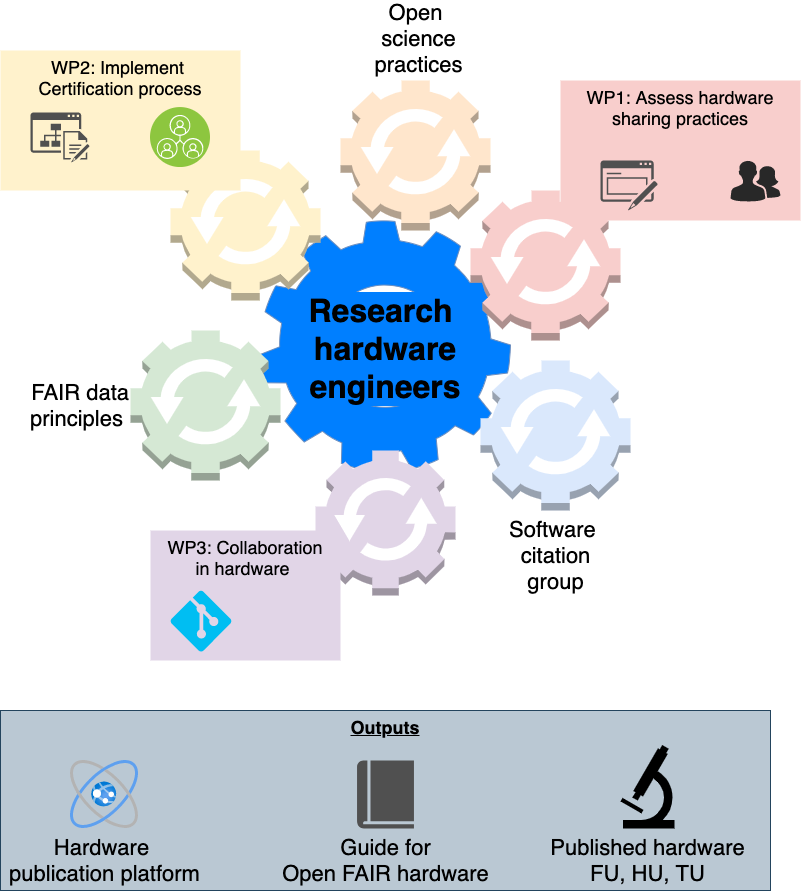 Open
science
practices
WP2: Implement
Certification process
WP1: Assess hardware
sharing practices
Research
hardware
engineers
FAIR data
principles
Software
citation
group
WP3: Collaboration
in hardware
Outputs
Hardware
publication platform
Guide for
Open FAIR hardware
Published hardware
FU, HU, TU